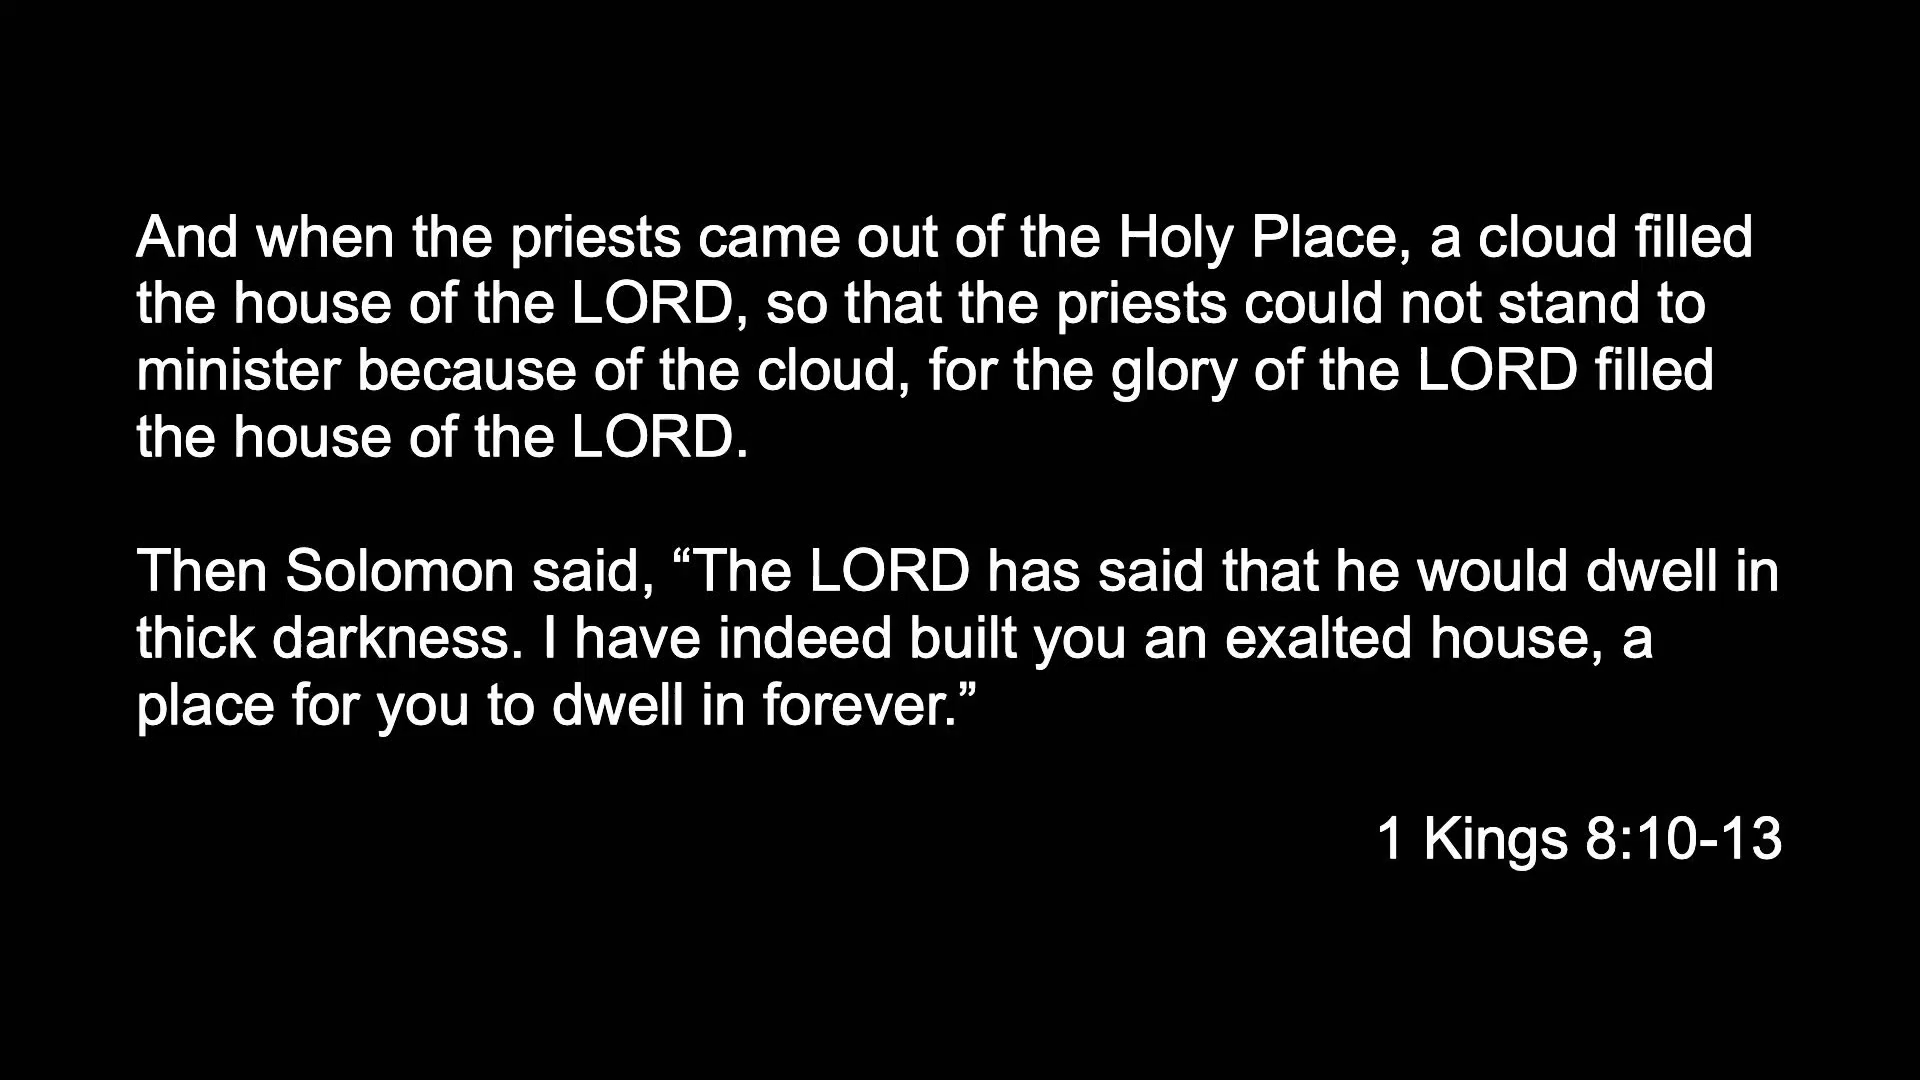 And when the priests came out of the Holy Place, a cloud filled
the house of the LORD, so that the priests could not stand to
minister because of the cloud, for the glory of the LORD filled
the house of the LORD.
Then Solomon said, “The LORD has said that he would dwell in
thick darkness. I have indeed built you an exalted house, a
place for you to dwell in forever.”
1 Kings 8:10-13